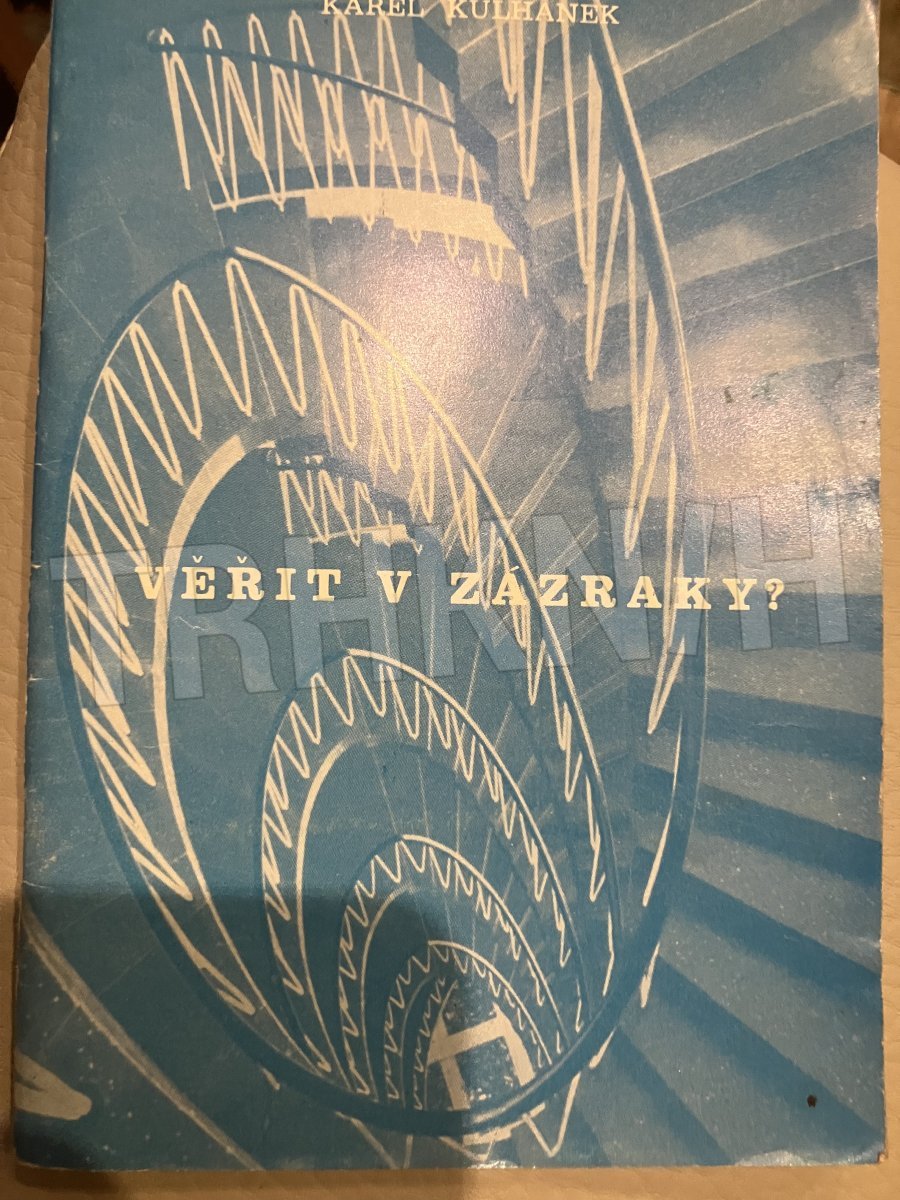 KAREL KULHÁNEK
VĚŘIT V ZÁZRAKY?
TRHKNIH